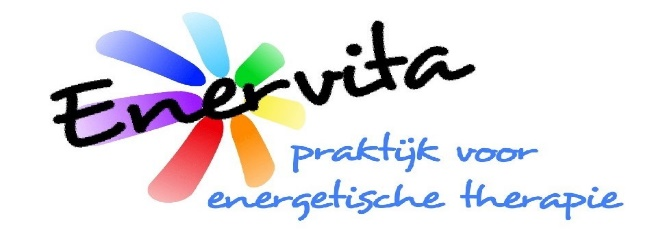 Enervita
praktijk voor
energetische therapie